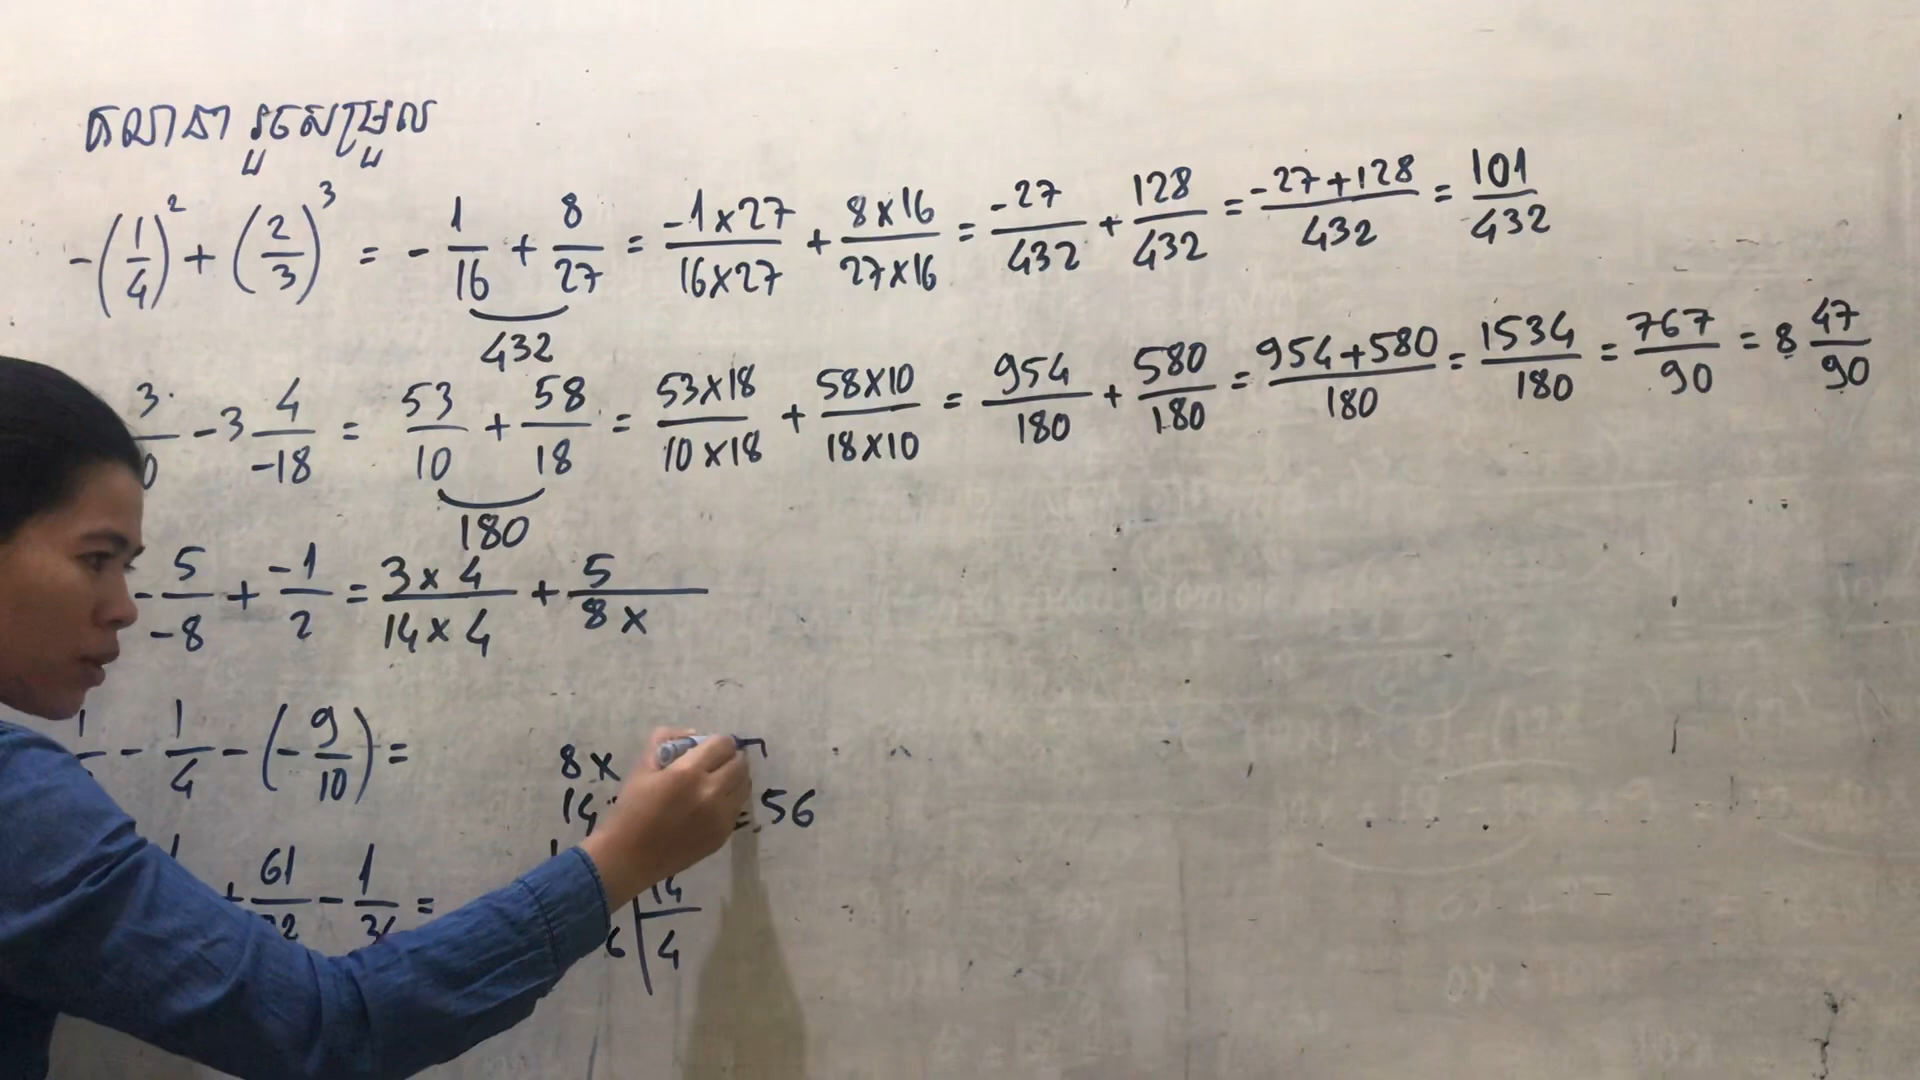 គណនា រួចសម្រួល
-(1/4)² + (2/3)³ = - 1/16 + 8/27 = -1×27/16×27 + 8×16/27×16 = -27/432 + 128/432 = -27+128/432 = 101/432
432
3/0 - 3 4/-18 = 53/10 + 58/18 = 53×18/10×18 + 58×10/18×10 = 954/180 + 580/180 = 954+580/180 = 1534/180 = 767/90 = 8 47/90
180
- 5/-8 + -1/2 = 3×4/14×4 + 5/8×
- 1/4 - (- 9/10) =
8×
14 = 56
+ 61/ - 1/ =
14
6 4